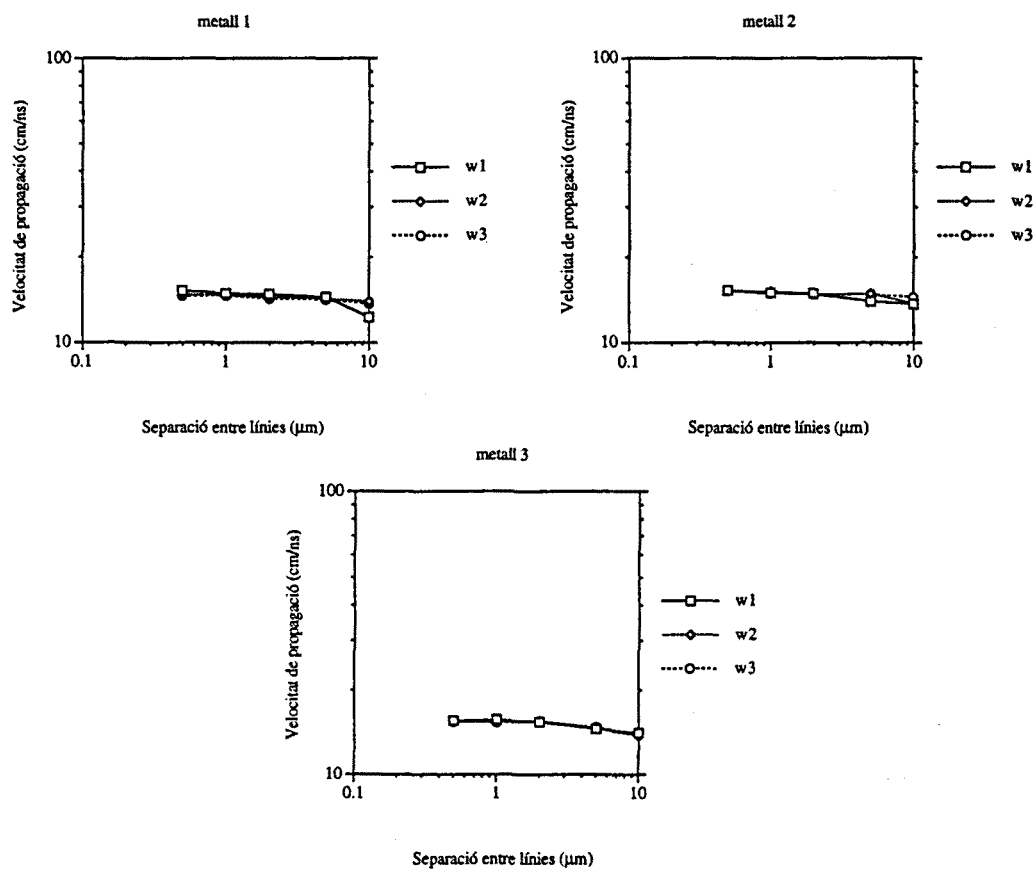 metall 1
100
10
0.1
1
10
Velocitat de propagació (cm/ns)
Separació entre línies (µm)
w1
w2
w3
metall 2
100
10
0.1
1
10
Velocitat de propagació (cm/ns)
Separació entre línies (µm)
w1
w2
w3
metall 3
100
10
0.1
1
10
Velocitat de propagació (cm/ns)
Separació entre línies (µm)
w1
w2
w3